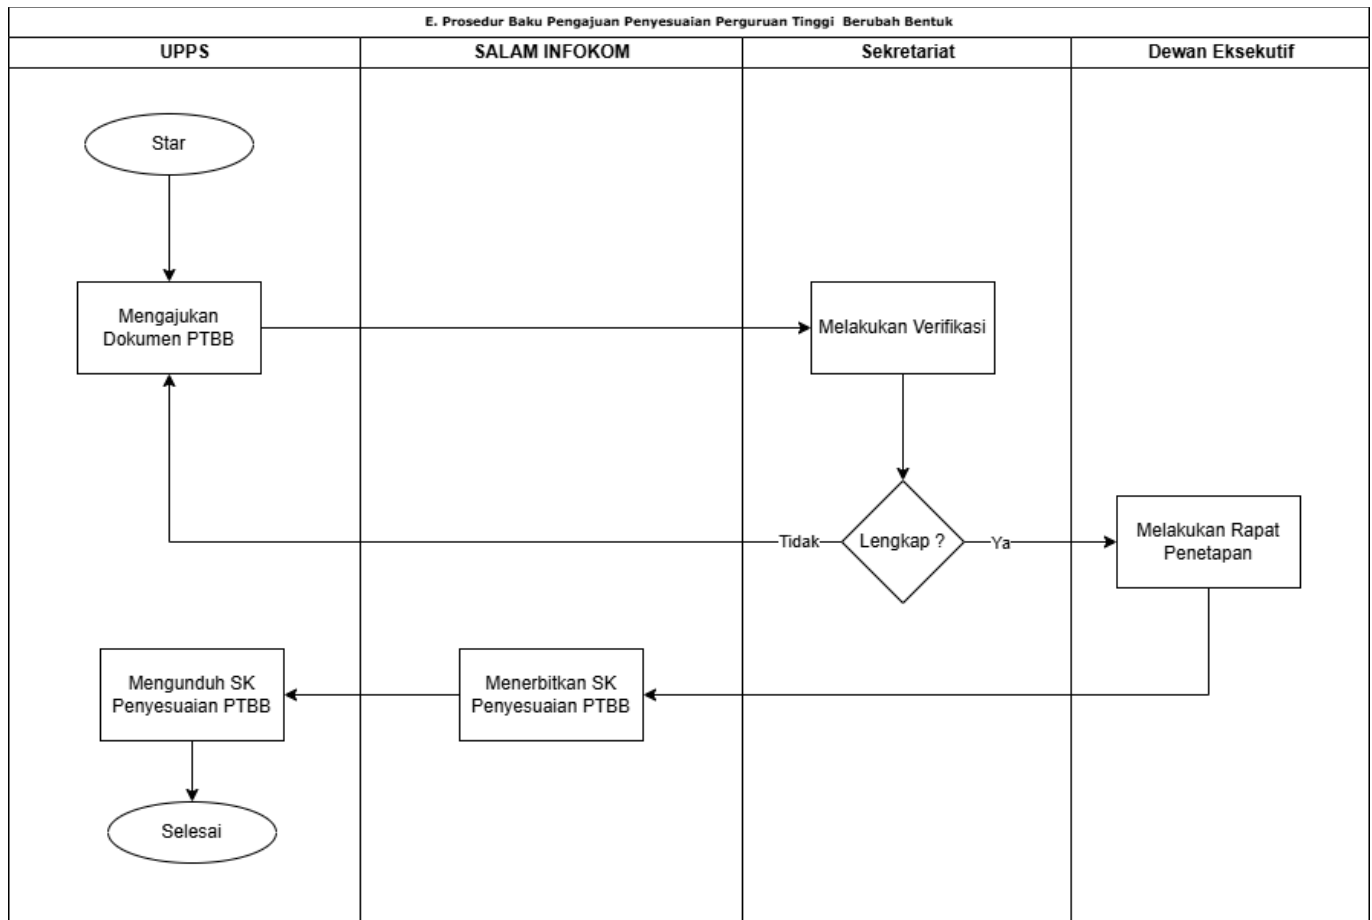 E. Prosedur Baku Pengajuan Penyesuaian Perguruan Tinggi Berubah Bentuk
UPPS
SALAM INFOKOM
Sekretariat
Dewan Eksekutif
Star
Mengajukan
Dokumen PTBB
Melakukan Verifikasi
Tidak
Lengkap ?
Ya
Melakukan Rapat
Penetapan
Mengunduh SK
Penyesuaian PTBB
Menerbitkan SK
Penyesuaian PTBB
Selesai